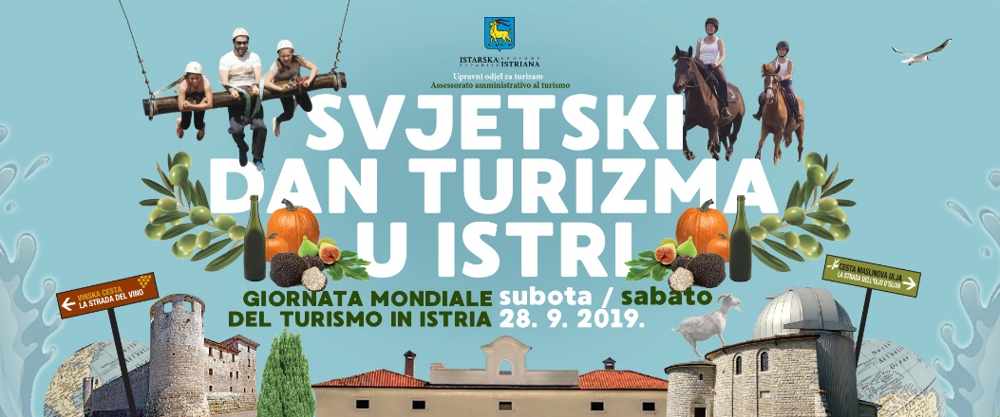 ISTARSKA REGIONE
ŽUPANIJA ISTRIANA
Upravni odjel za turizam
Assessorato amministrativo al turismo
SVJETSKI
DAN TURIZMA
U ISTRI
GIORNATA MONDIALE
DEL TURISMO IN ISTRIA
subota / sabato
28. 9. 2019.
VINSKA CESTA
LA STRADA DEL VINO
CESTA MASLINOVA ULJA
LA STRADA DELL'OLIO D'OLIVA
Ocean